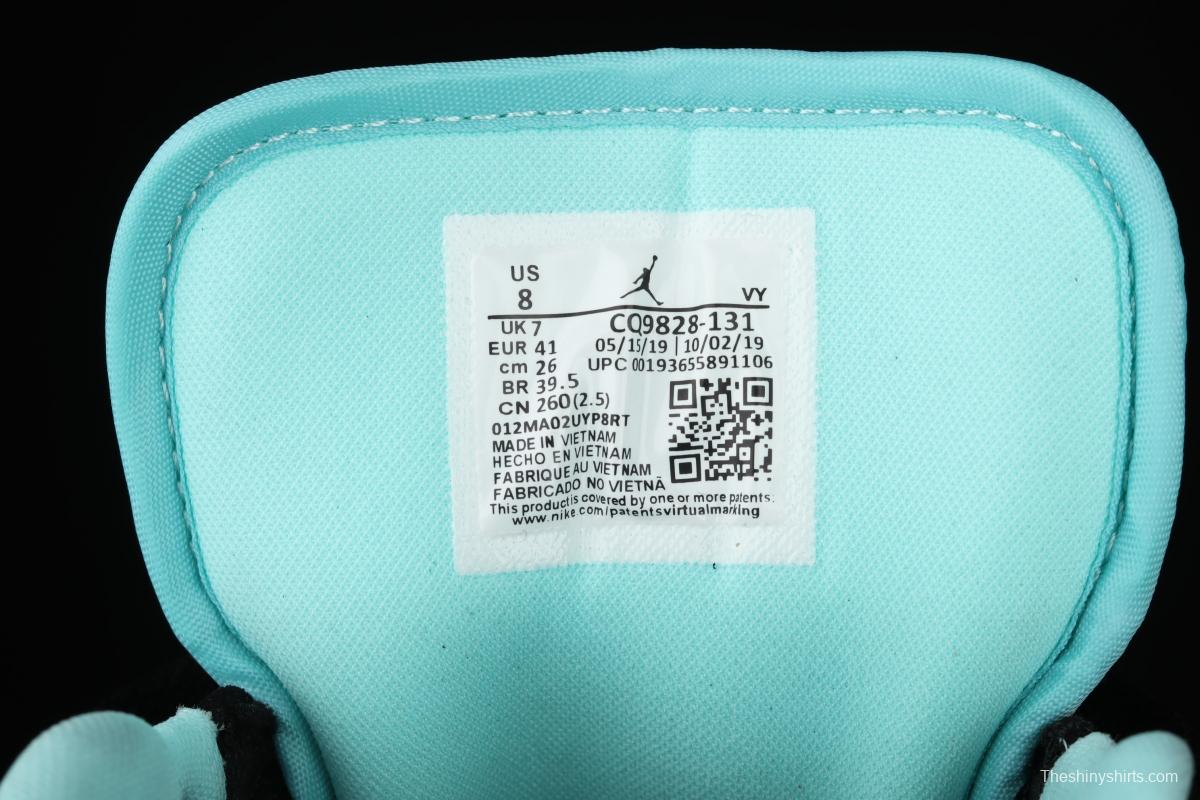 US
8
VY
UK 7
CQ9828-131
EUR 41
05/15/19 | 10/02/19
cm 26
UPC 00193655891106
BR 39.5
CN 260(2.5)
012MA02UYP8RT
MADE IN VIETNAM
HECHO EN VIETNAM
FABRIQUE AU VIETNAM
FABRICADO NO VIETNÃ
This product is covered by one or more patents:
www.nike.com/patentsvirtualmarking
Theshinyshirts.com